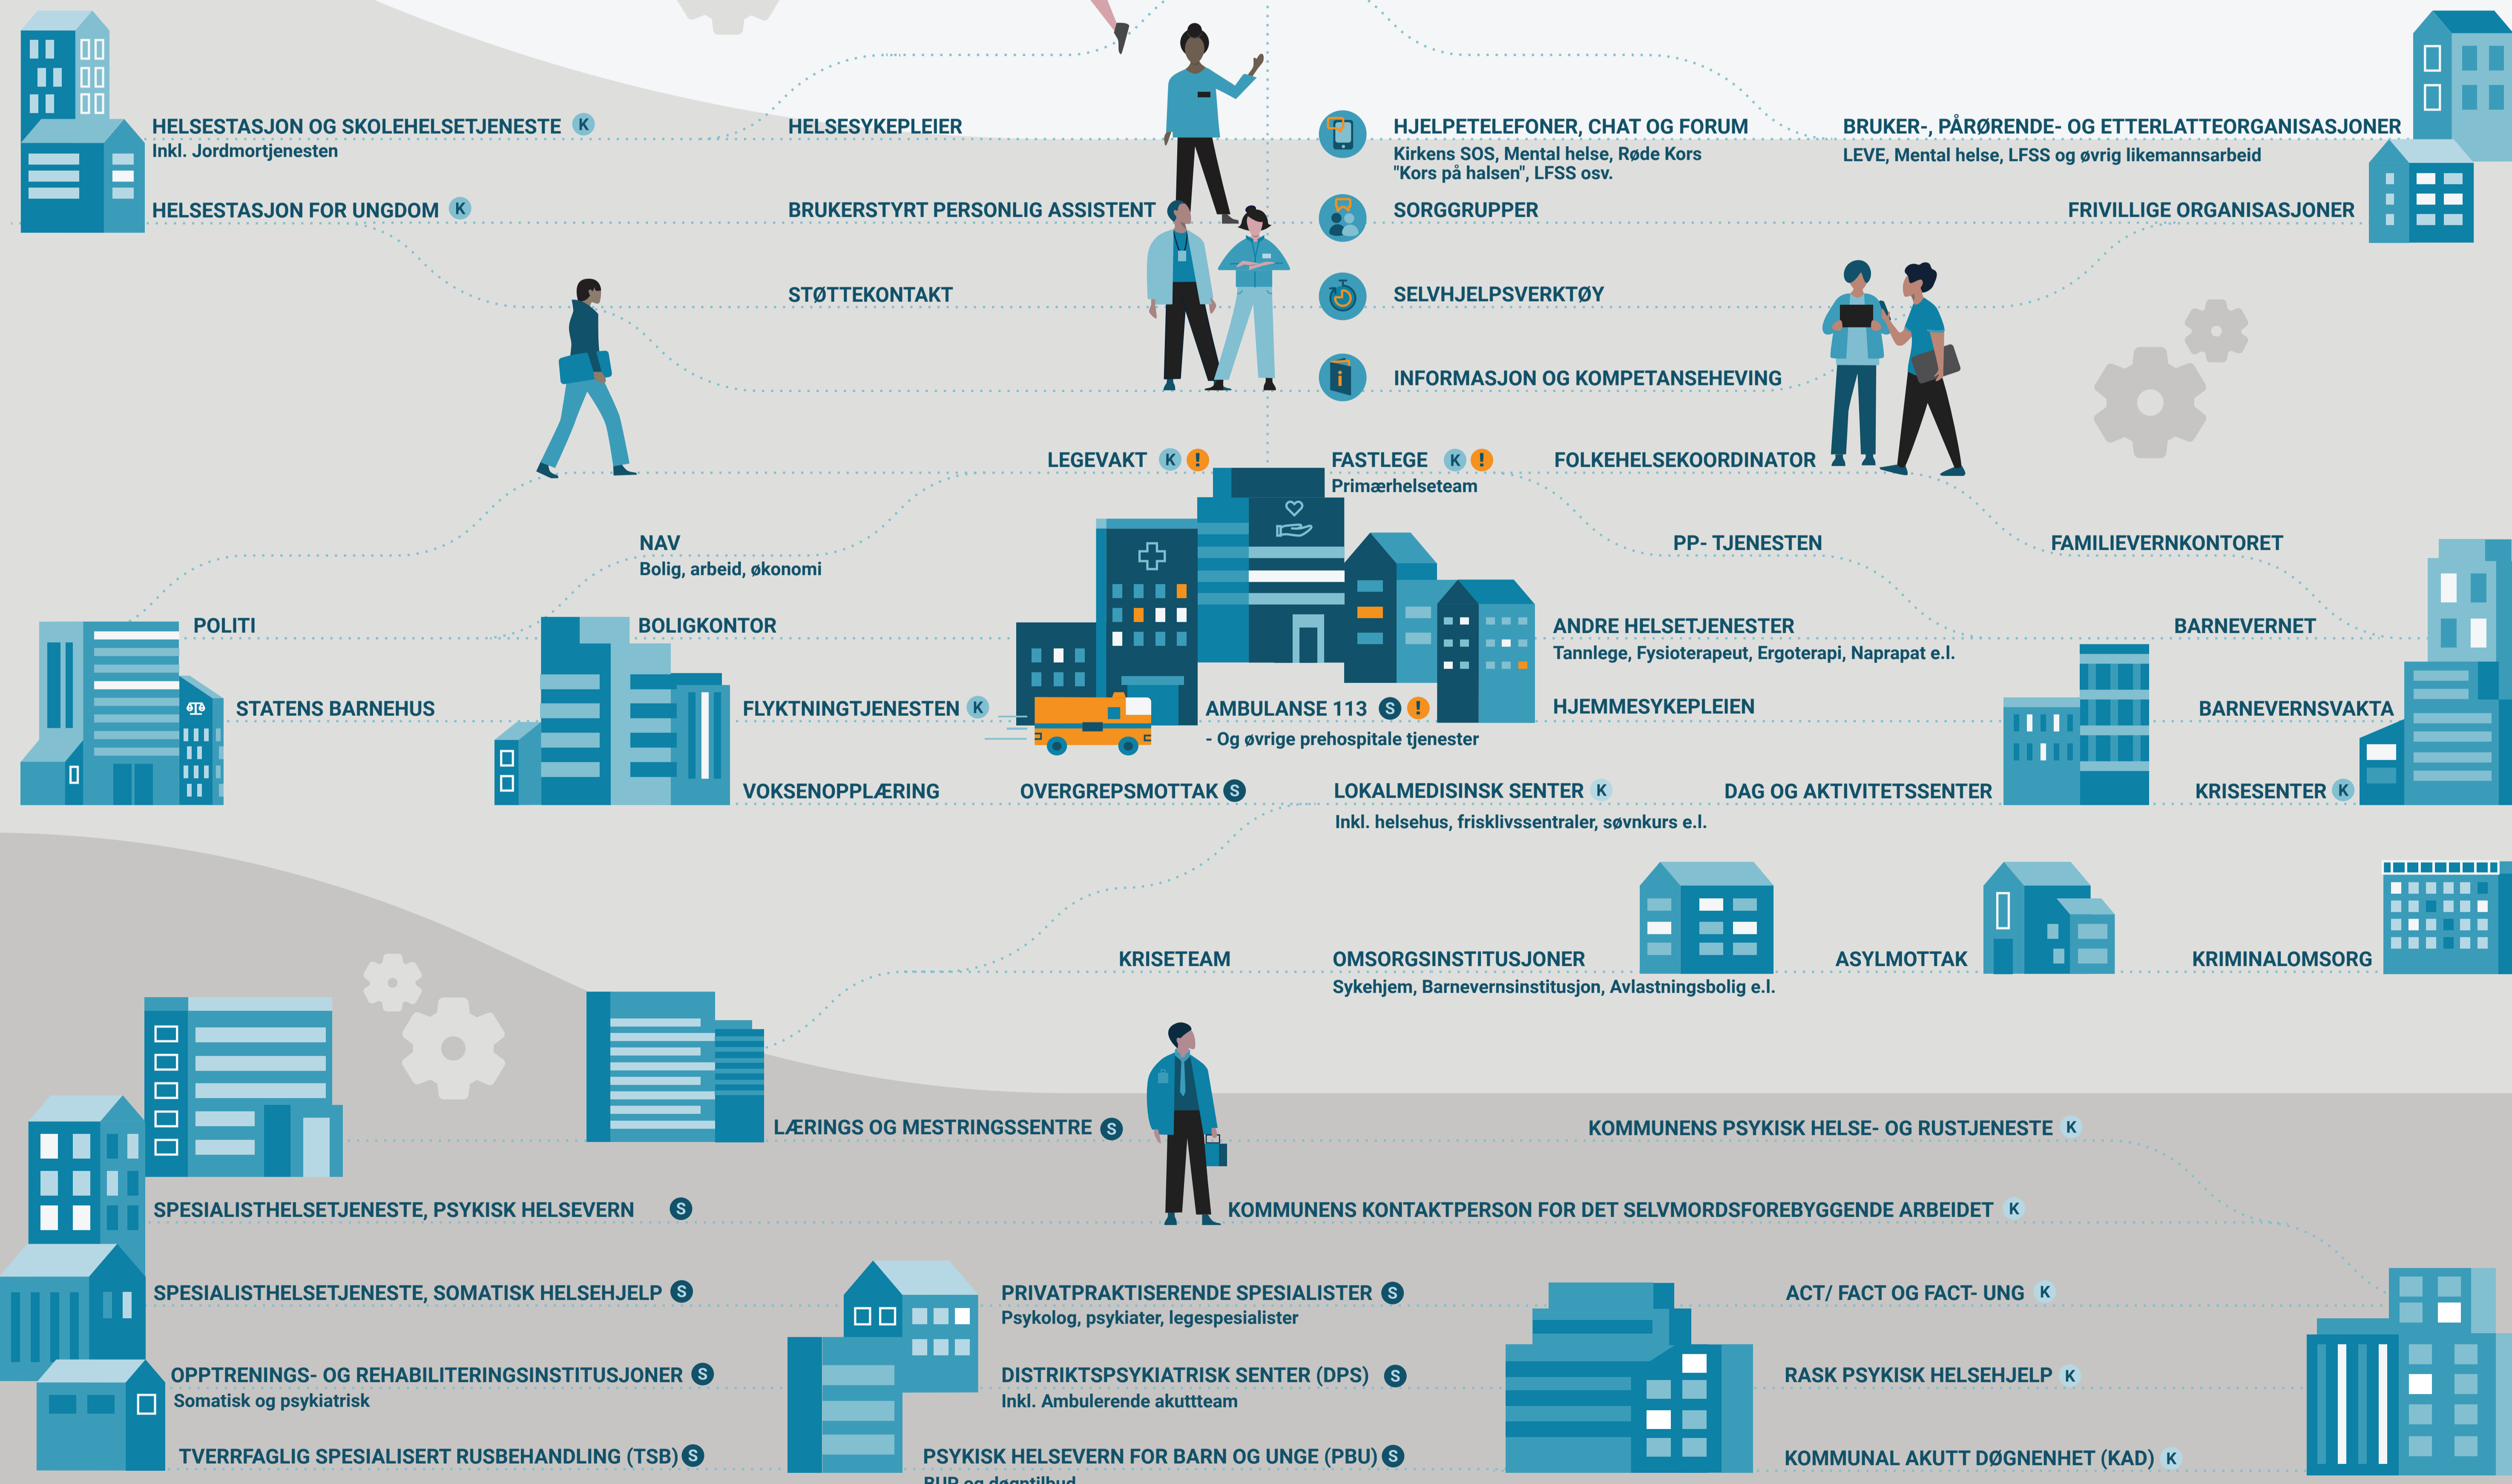 HELSESTASJON OG SKOLEHELSETJENESTE K
Inkl. Jordmortjenesten
HELSESYKEPLEIER
HJELPETELEFONER, CHAT OG FORUM
Kirkens SOS, Mental helse, Røde Kors
"Kors på halsen", LFSS osv.
BRUKER-, PÅRØRENDE- OG ETTERLATTEORGANISASJONER
LEVE, Mental helse, LFSS og øvrig likemannsarbeid
HELSESTASJON FOR UNGDOM K
BRUKERSTYRT PERSONLIG ASSISTENT
SORGGRUPPER
FRIVILLIGE ORGANISASJONER
STØTTEKONTAKT
SELVHJELPSVERKTØY
i
INFORMASJON OG KOMPETANSEHEVING
LEGEVAKT K !
FASTLEGE K !
Primærhelseteam
FOLKEHELSEKOORDINATOR
NAV
Bolig, arbeid, økonomi
PP- TJENESTEN
FAMILIEVERNKONTORET
POLITI
BOLIGKONTOR
ANDRE HELSETJENESTER
Tannlege, Fysioterapeut, Ergoterapi, Naprapat e.l.
BARNEVERNET
STATENS BARNEHUS
FLYKTNINGTJENESTEN K
AMBULANSE 113 S !
- Og øvrige prehospitale tjenester
HJEMMESYKEPLEIEN
BARNEVERNSVAKTA
VOKSENOPPLÆRING
OVERGREPSMOTTAK S
LOKALMEDISINSK SENTER K
Inkl. helsehus, frisklivssentraler, søvnkurs e.l.
DAG OG AKTIVITETSSENTER
KRISESENTER K
KRISETEAM
OMSORGSINSTITUSJONER
Sykehjem, Barnevernsinstitusjon, Avlastningsbolig e.l.
ASYLMOTTAK
KRIMINALOMSORG
LÆRINGS OG MESTRINGSSENTRE S
KOMMUNENS PSYKISK HELSE- OG RUSTJENESTE K
SPESIALISTHELSETJENESTE, PSYKISK HELSEVERN S
KOMMUNENS KONTAKTPERSON FOR DET SELVMORDSFOREBYGGENDE ARBEIDET K
SPESIALISTHELSETJENESTE, SOMATISK HELSEHJELP S
PRIVATPRAKTISERENDE SPESIALISTER S
Psykolog, psykiater, legespesialister
ACT/ FACT OG FACT- UNG K
OPPTRENINGS- OG REHABILITERINGSINSTITUSJONER S
Somatisk og psykiatrisk
DISTRIKTSPSYKIATRISK SENTER (DPS) S
Inkl. Ambulerende akuttteam
RASK PSYKISK HELSEHJELP K
TVERRFAGLIG SPESIALISERT RUSBEHANDLING (TSB) S
PSYKISK HELSEVERN FOR BARN OG UNGE (PBU) S
BUP og døgntilbud
KOMMUNAL AKUTT DØGNENHET (KAD) K